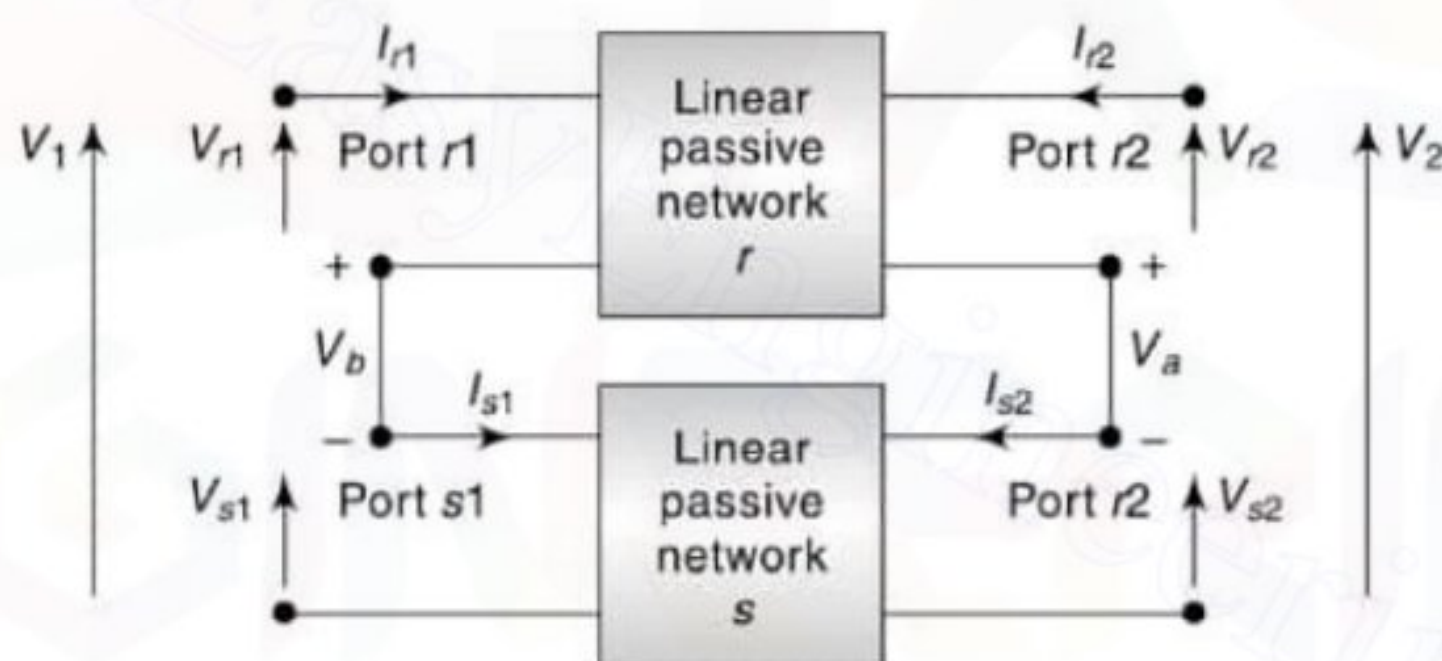 I_r1
I_r2
V_1
V_r1
Port r1
Linear
passive
network
r
Port r2
V_r2
V_2
+
+
V_b
V_a
I_s1
I_s2
–
–
V_s1
Port s1
Linear
passive
network
s
Port r2
V_s2